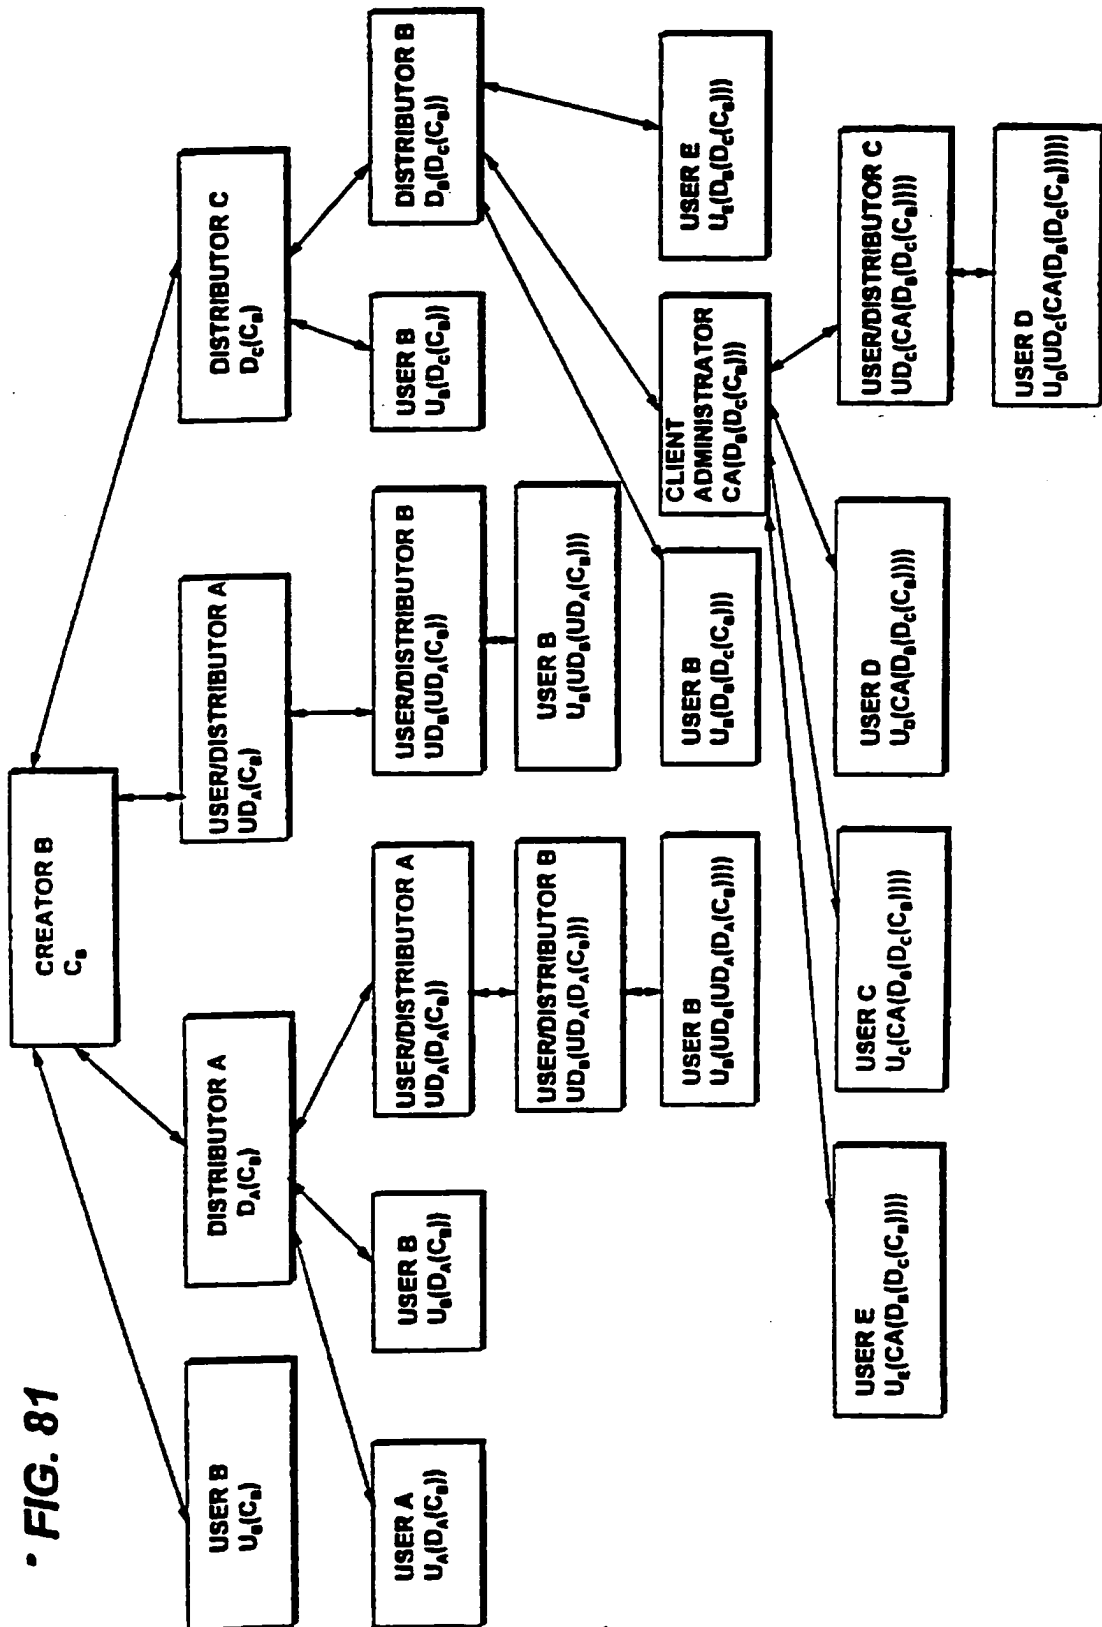 FIG. 81
CREATOR B
C_B
USER B
U_B(C_B)
DISTRIBUTOR A
D_A(C_B)
USER/DISTRIBUTOR A
UD_A(C_B)
DISTRIBUTOR C
D_C(C_B)
USER A
U_A(D_A(C_B))
USER B
U_B(D_A(C_B))
USER/DISTRIBUTOR A
UD_A(D_A(C_B))
USER/DISTRIBUTOR B
UD_B(UD_A(C_B))
USER B
U_B(D_C(C_B))
DISTRIBUTOR B
D_B(D_C(C_B))
USER/DISTRIBUTOR B
UD_B(UD_A(D_A(C_B)))
USER B
U_B(UD_B(UD_A(C_B)))
USER B
U_B(UD_B(UD_A(D_A(C_B))))
USER B
U_B(D_B(D_C(C_B)))
CLIENT
ADMINISTRATOR
CA(D_B(D_C(C_B)))
USER E
U_E(D_B(D_C(C_B)))
USER E
U_E(CA(D_B(D_C(C_B))))
USER C
U_C(CA(D_B(D_C(C_B))))
USER D
U_D(CA(D_B(D_C(C_B))))
USER/DISTRIBUTOR C
UD_C(CA(D_B(D_C(C_B))))
USER D
U_D(UD_C(CA(D_B(D_C(C_B)))))